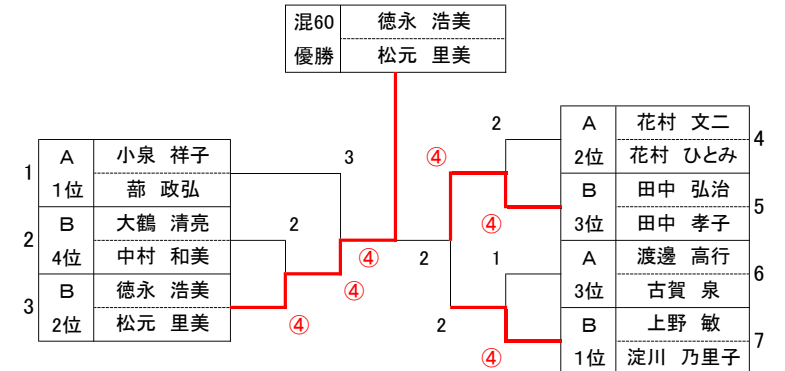 混60 徳永 浩美
優勝 松元 里美
1 A 小泉 祥子
1位 蔀 政弘
2 B 大鶴 清亮
4位 中村 和美
3 B 徳永 浩美
2位 松元 里美
3
2
④
④
④
2
④
④
2
1
2
④
A 花村 文二 4
2位 花村 ひとみ
B 田中 弘治 5
3位 田中 孝子
A 渡邊 高行 6
3位 古賀 泉
B 上野 敏 7
1位 淀川 乃里子